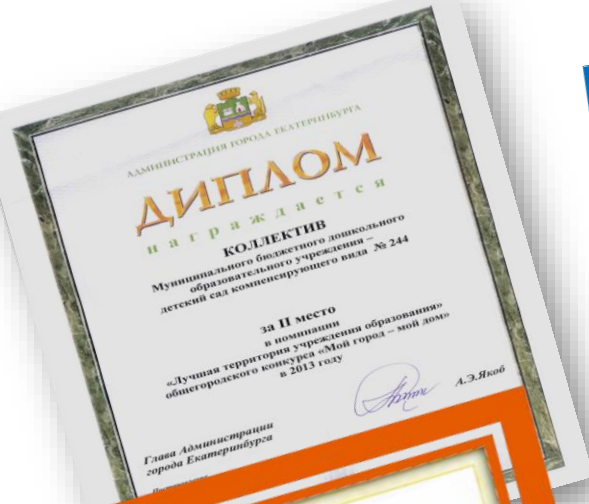 АДМИНИСТРАЦИЯ ГОРОДА ЕКАТЕРИНБУРГА
ДИПЛОМ
награждается
КОЛЛЕКТИВ
Муниципального бюджетного дошкольного
образовательного учреждения –
детский сад компенсирующего вида № 244
за II место
в номинации
«Лучшая территория учреждения образования»
общегородского конкурса «Мой город – мой дом»
в 2013 году
Глава Администрации
города Екатеринбурга
А.Э.Якоб